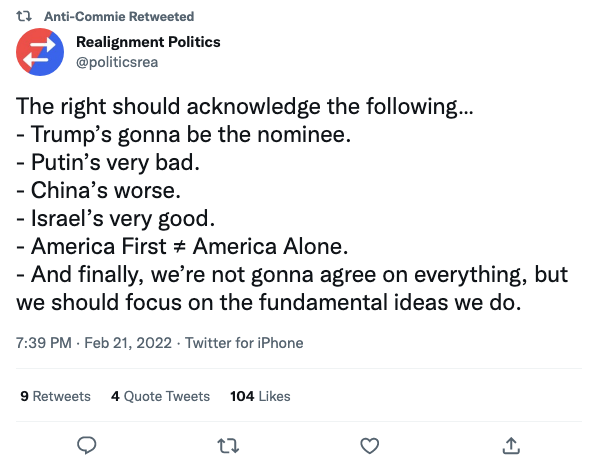 Anti-Commie Retweeted
Realignment Politics
@politicsrea
The right should acknowledge the following...
- Trump's gonna be the nominee.
- Putin's very bad.
- China's worse.
- Israel's very good.
- America First ≠ America Alone.
- And finally, we're not gonna agree on everything, but
we should focus on the fundamental ideas we do.
7:39 PM · Feb 21, 2022 · Twitter for iPhone
9 Retweets 4 Quote Tweets 104 Likes